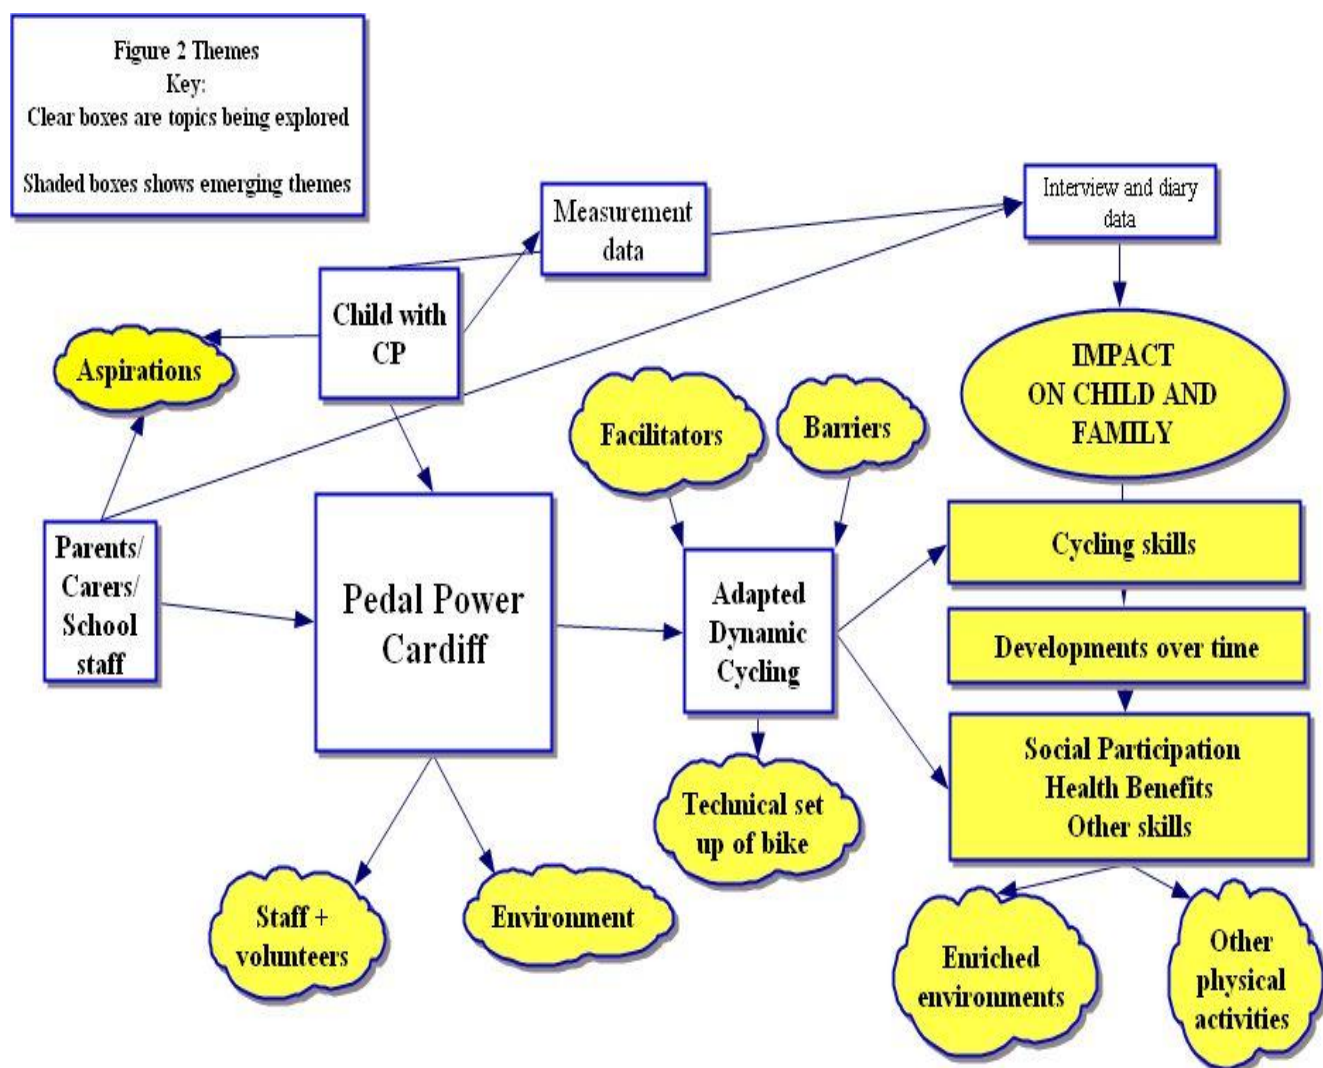 Figure 2 Themes
Key:
Clear boxes are topics being explored
Shaded boxes shows emerging themes
Measurement
data
Interview and diary
data
Child with
CP
Aspirations
IMPACT
ON CHILD AND
FAMILY
Facilitators
Barriers
Parents/
Carers/
School
staff
Pedal Power
Cardiff
Adapted
Dynamic
Cycling
Cycling skills
Developments over time
Social Participation
Health Benefits
Other skills
Technical set
up of bike
Staff +
volunteers
Environment
Enriched
environments
Other
physical
activities